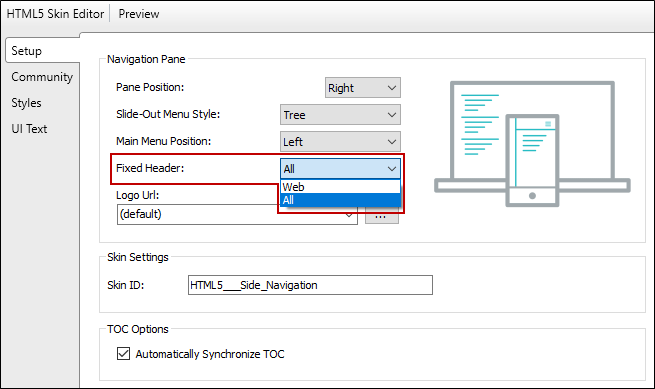 HTML5 Skin Editor Preview
Setup
Community
Styles
UI Text
Navigation Pane
Pane Position: Right
Slide-Out Menu Style: Tree
Main Menu Position: Left
Fixed Header: All
Web
All
Logo Url:
(default) ...
Skin Settings
Skin ID: HTML5___Side_Navigation
TOC Options
Automatically Synchronize TOC